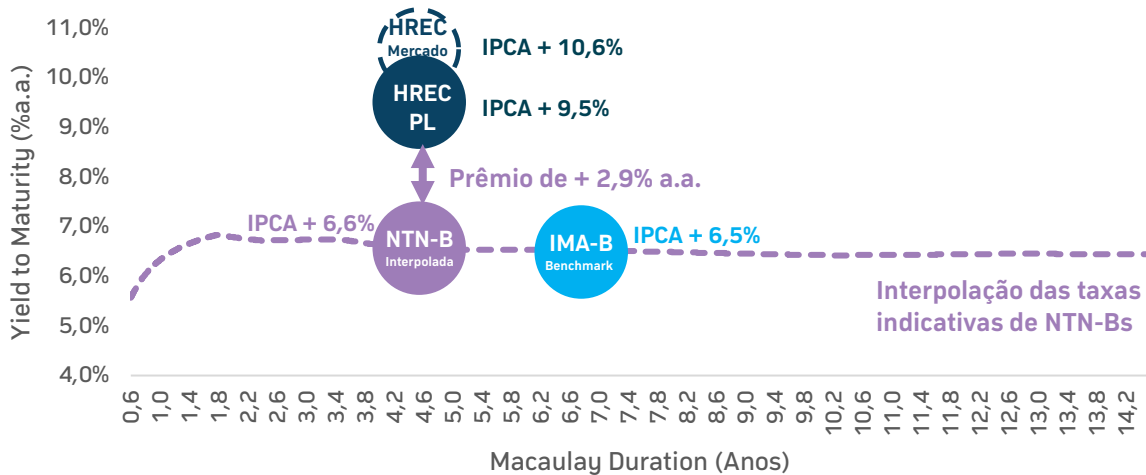 Yield to Maturity (%a.a.)
11,0%
10,0%
9,0%
8,0%
7,0%
6,0%
5,0%
4,0%
HREC
Mercado
IPCA + 10,6%
HREC
PL
IPCA + 9,5%
Prêmio de + 2,9% a.a.
IPCA + 6,6%
NTN-B
Interpolada
IMA-B
Benchmark
IPCA + 6,5%
Interpolação das taxas
indicativas de NTN-Bs
0,6
1,0
1,4
1,8
2,2
2,6
3,0
3,4
3,8
4,2
4,6
5,0
5,4
5,8
6,2
6,6
7,0
7,4
7,8
8,2
8,6
9,0
9,4
9,8
10,2
10,6
11,0
11,4
11,8
12,2
12,6
13,0
13,4
13,8
14,2
Macaulay Duration (Anos)